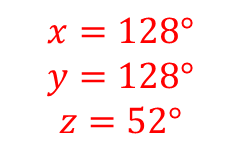 x = 128°
y = 128°
z = 52°